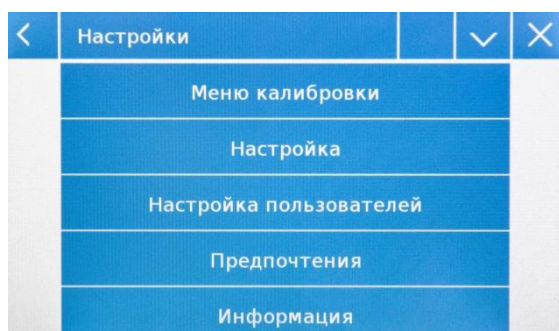 Настройки
Меню калибровки
Настройка
Настройка пользователей
Предпочтения
Информация